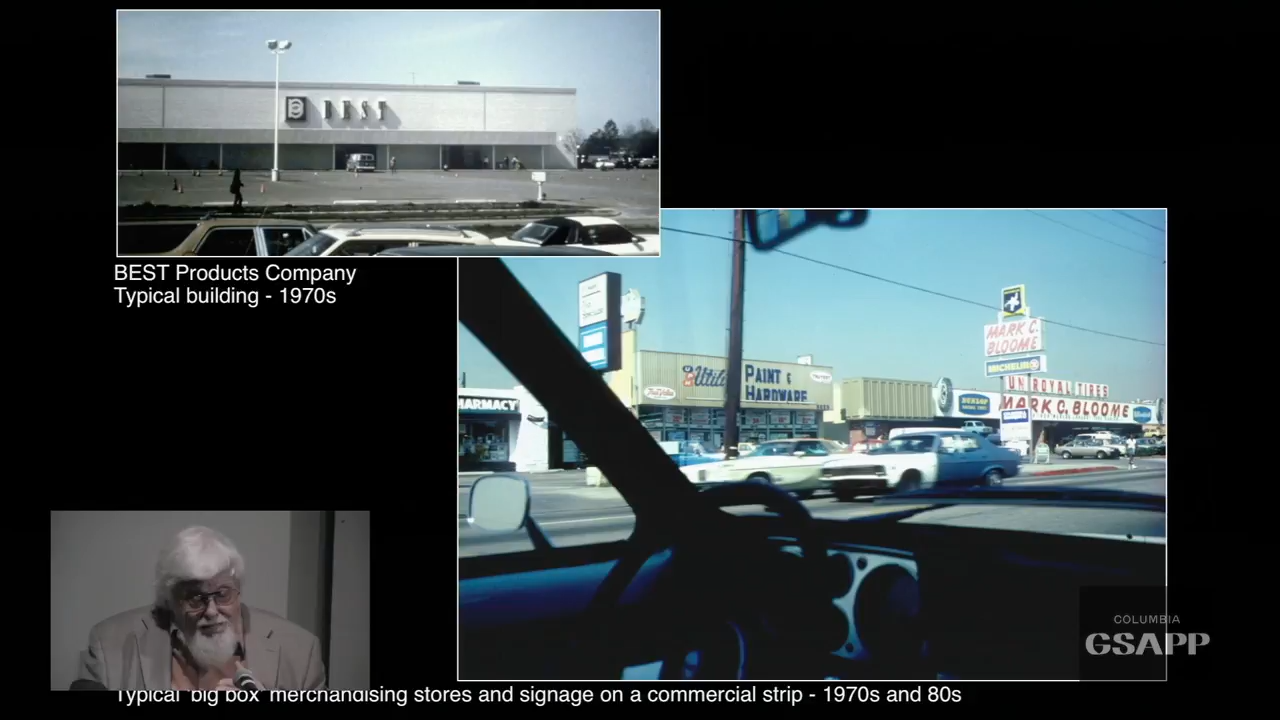 BEST
BEST Products Company
Typical building - 1970s
PAINT &
HARDWARE
MARK C.
BLOOME
MICHELIN
UNIROYAL TIRES
DUNLOP
MARK C. BLOOME
HARMACY
COLUMBIA
GSAPP
Typical 'big box' merchandising stores and signage on a commercial strip - 1970s and 80s